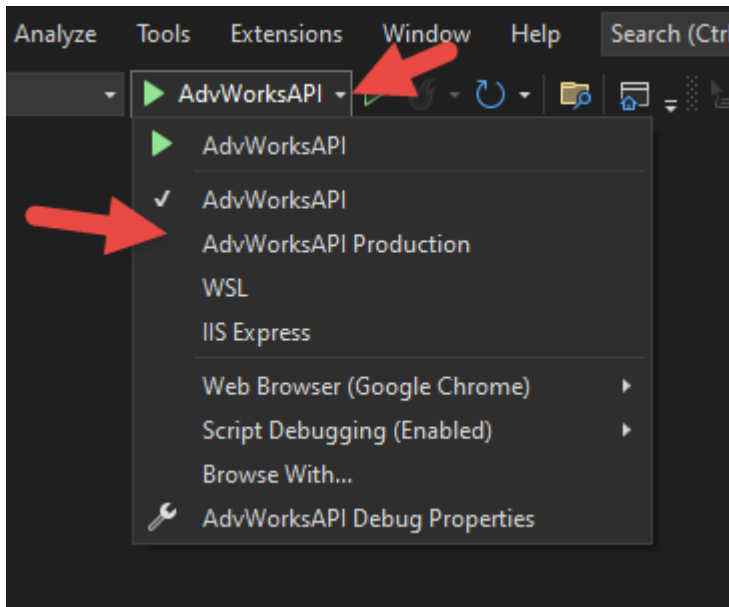 Analyze Tools Extensions Window Help Search (Ctrl
AdvWorksAPI
AdvWorksAPI
AdvWorksAPI
AdvWorksAPI Production
WSL
IIS Express
Web Browser (Google Chrome)
Script Debugging (Enabled)
Browse With...
AdvWorksAPI Debug Properties